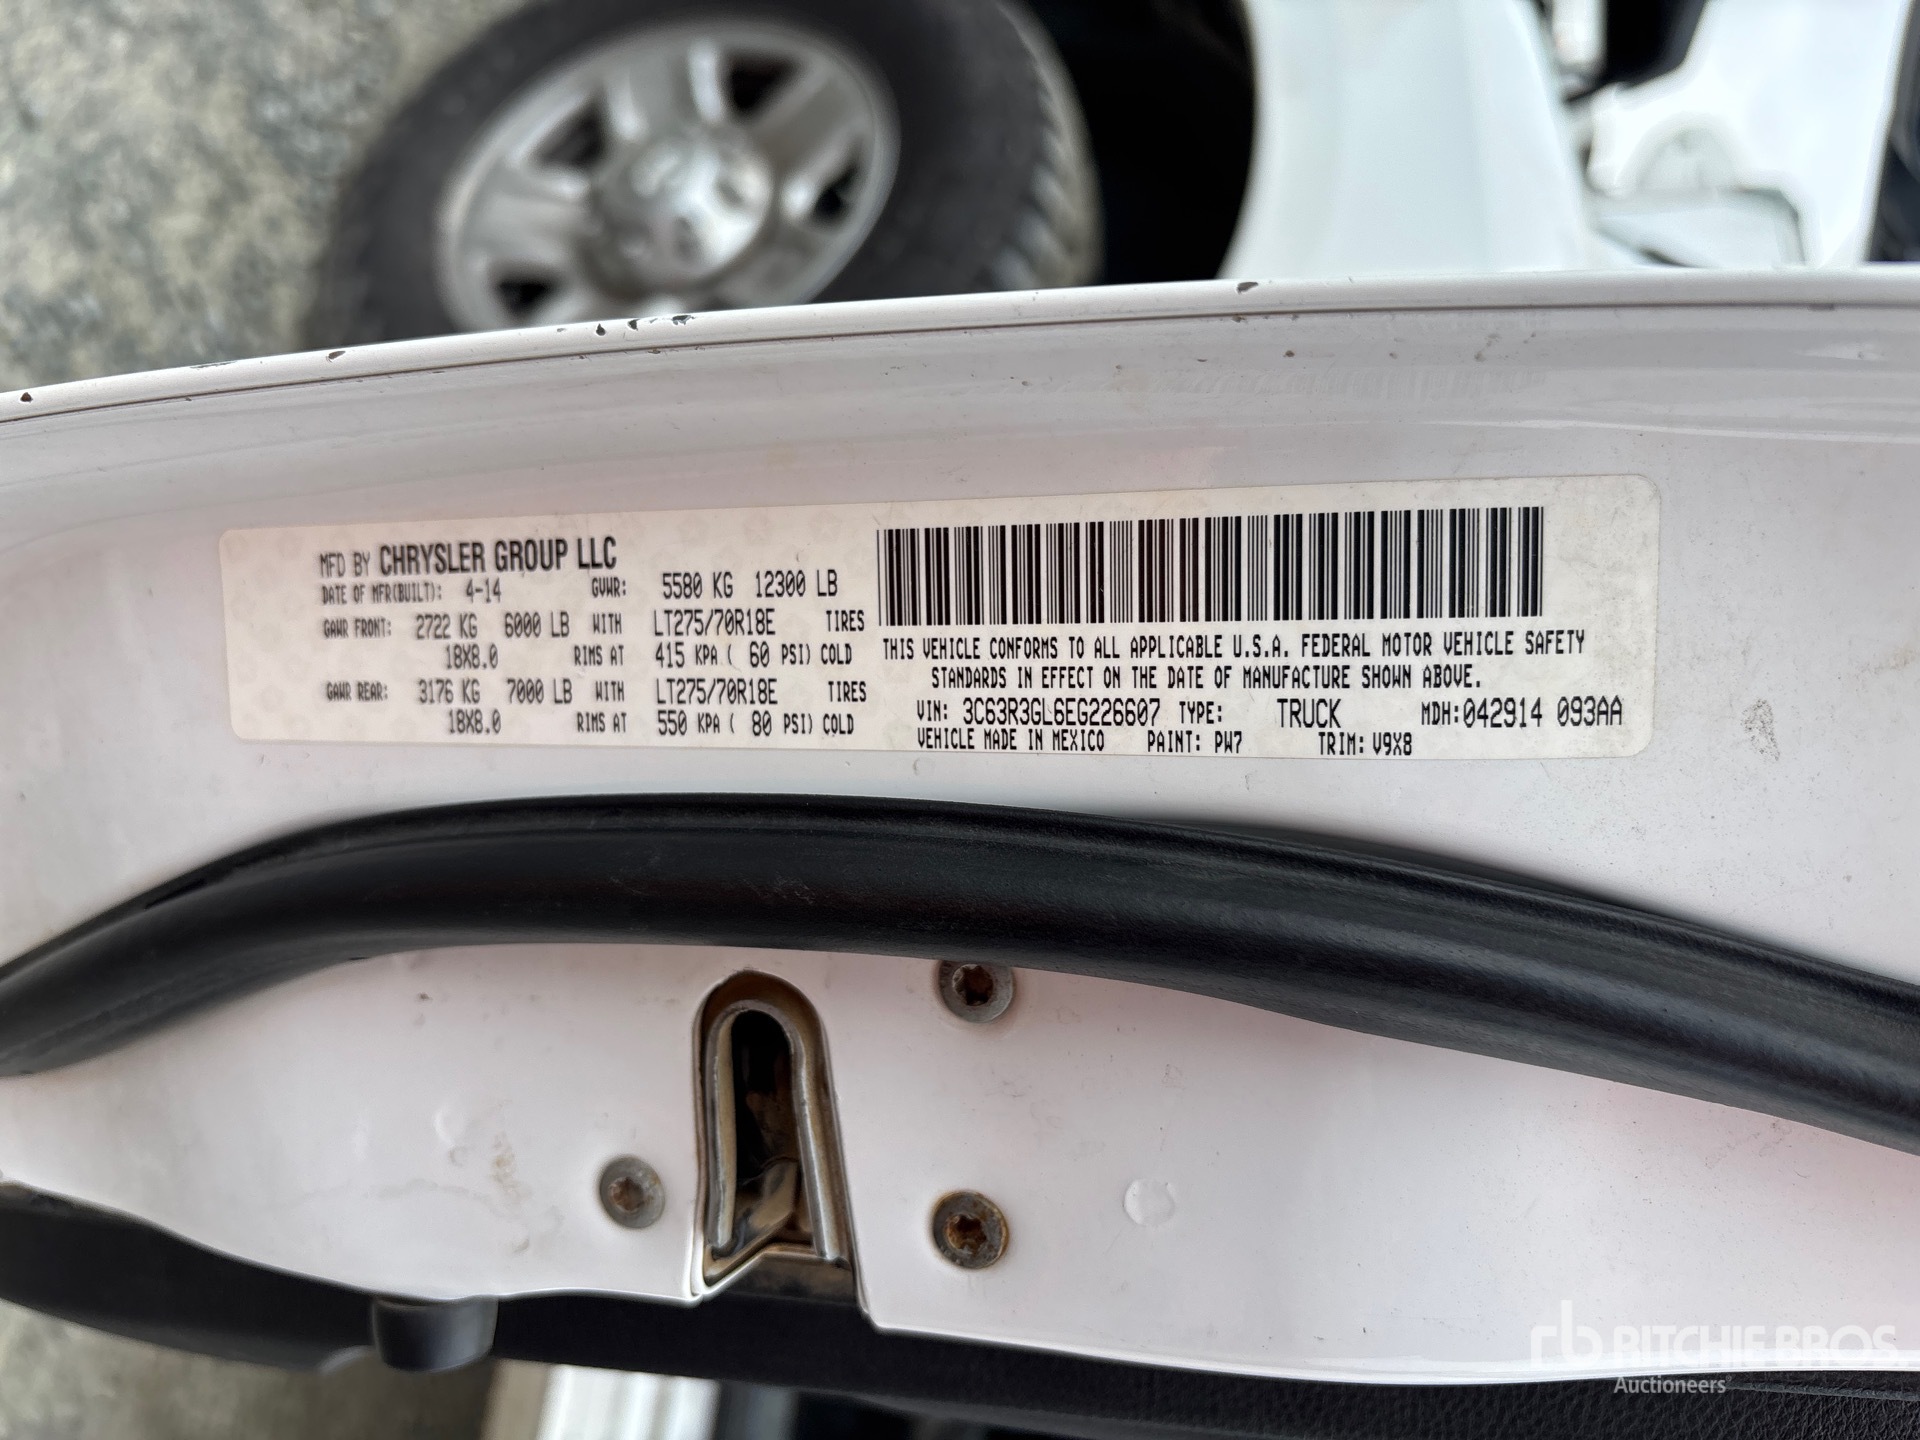 MFD BY CHRYSLER GROUP LLC
DATE OF MFR(BUILT): 4-14 GVWR: 5580 KG 12300 LB
GAWR FRONT: 2722 KG 6000 LB WITH LT275/70R18E TIRES
18X8.0 RIMS AT 415 KPA ( 60 PSI) COLD
GAWR REAR: 3176 KG 7000 LB WITH LT275/70R18E TIRES
18X8.0 RIMS AT 550 KPA ( 80 PSI) COLD
THIS VEHICLE CONFORMS TO ALL APPLICABLE U.S.A. FEDERAL MOTOR VEHICLE SAFETY
STANDARDS IN EFFECT ON THE DATE OF MANUFACTURE SHOWN ABOVE.
VIN: 3C63R3GL6EG226607 TYPE: TRUCK MDH:042914 093AA
VEHICLE MADE IN MEXICO PAINT: PW7 TRIM: V9X8
rb RITCHIE BROS.
Auctioneers